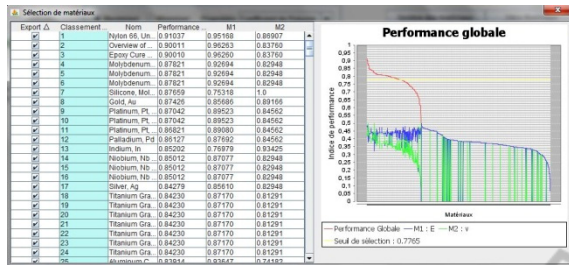 Sélection de matériaux
Export △ Classement ... Nom Performance ... M1 M2
1 Nylon 66, Un... 0.91037 0.95168 0.86907
2 Overview of ... 0.90011 0.96263 0.83760
3 Epoxy Cure ... 0.90010 0.96260 0.83760
4 Molybdenum... 0.87821 0.92694 0.82948
5 Molybdenum... 0.87821 0.92694 0.82948
6 Molybdenum... 0.87821 0.92694 0.82948
7 Silicone, Mol... 0.87659 0.75318 1.0
8 Gold, Au 0.87426 0.85686 0.89166
9 Platinum, Pt, ... 0.87042 0.89523 0.84562
10 Platinum, Pt, ... 0.87042 0.89523 0.84562
11 Platinum, Pt, ... 0.86821 0.89080 0.84562
12 Palladium, Pd 0.86127 0.87692 0.84562
13 Indium, In 0.85202 0.76979 0.93425
14 Niobium, Nb ... 0.85012 0.87077 0.82948
15 Niobium, Nb ... 0.85012 0.87077 0.82948
16 Niobium, Nb ... 0.85012 0.87077 0.82948
17 Silver, Ag 0.84279 0.85610 0.82948
18 Titanium Gra... 0.84230 0.87170 0.81291
19 Titanium Gra... 0.84230 0.87170 0.81291
20 Titanium Gra... 0.84230 0.87170 0.81291
21 Titanium Gra... 0.84230 0.87170 0.81291
22 Titanium Gra... 0.84230 0.87170 0.81291
23 Titanium Gra... 0.84230 0.87170 0.81291
24 Titanium Gra... 0.84230 0.87170 0.81291
25 Aluminum C... 0.83914 0.93647 0.74182
Performance globale
Indice de performance
1
0,95
0,9
0,85
0,8
0,75
0,7
0,65
0,6
0,55
0,5
0,45
0,4
0,35
0,3
0,25
0,2
0,15
0,1
0,05
0
Matériaux
Performance Globale M1 : E M2 : v
Seuil de sélection : 0.7765